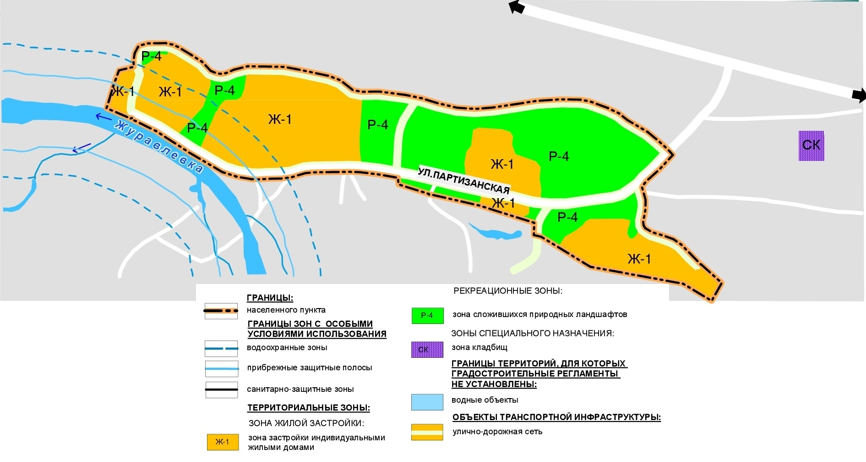 Р-4
Ж-1
Ж-1
Р-4
Р-4
Ж-1
Р-4
Ж-1
Р-4
СК
Журавлевка
УЛ.ПАРТИЗАНСКАЯ
Ж-1
Р-4
Ж-1
ГРАНИЦЫ:
населенного пункта
ГРАНИЦЫ ЗОН С ОСОБЫМИ
УСЛОВИЯМИ ИСПОЛЬЗОВАНИЯ
водоохранные зоны
прибрежные защитные полосы
санитарно-защитные зоны
ТЕРРИТОРИАЛЬНЫЕ ЗОНЫ:
ЗОНА ЖИЛОЙ ЗАСТРОЙКИ:
Ж-1 зона застройки индивидуальными
жилыми домами
РЕКРЕАЦИОННЫЕ ЗОНЫ:
Р-4 зона сложившихся природных ландшафтов
ЗОНЫ СПЕЦИАЛЬНОГО НАЗНАЧЕНИЯ:
СК зона кладбищ
ГРАНИЦЫ ТЕРРИТОРИЙ, ДЛЯ КОТОРЫХ
ГРАДОСТРОИТЕЛЬНЫЕ РЕГЛАМЕНТЫ
НЕ УСТАНОВЛЕНЫ:
водные объекты
ОБЪЕКТЫ ТРАНСПОРТНОЙ ИНФРАСТРУКТУРЫ:
улично-дорожная сеть